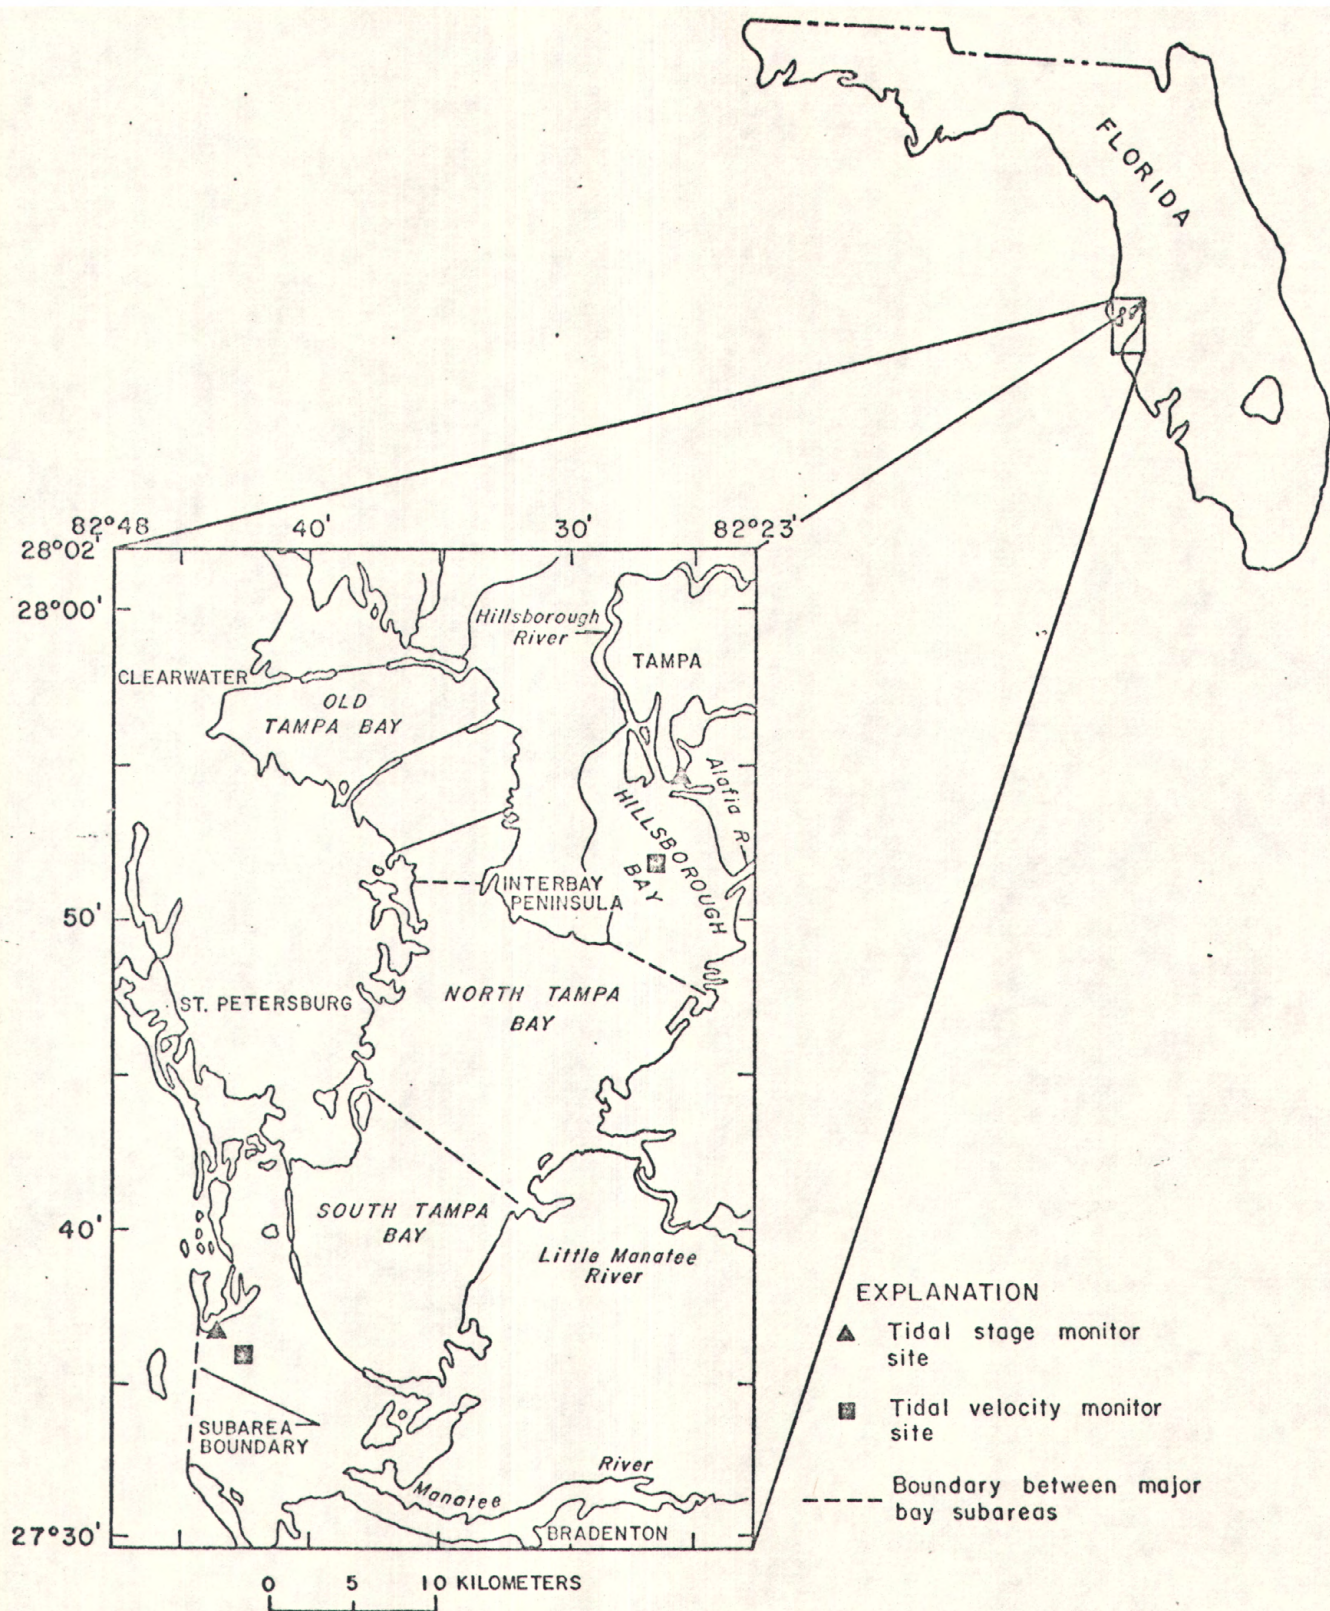 FLORIDA
82°48' 40' 30' 82°23'
28°02'
28°00'
50'
40'
27°30'
Hillsborough
River
TAMPA
CLEARWATER
OLD
TAMPA BAY
Alafia R.
HILLSBOROUGH
BAY
INTERBAY
PENINSULA
ST. PETERSBURG
NORTH TAMPA
BAY
SOUTH TAMPA
BAY
Little Manatee
River
SUBAREA
BOUNDARY
Manatee River
BRADENTON
0 5 10 KILOMETERS
EXPLANATION
Tidal stage monitor
site
Tidal velocity monitor
site
Boundary between major
bay subareas